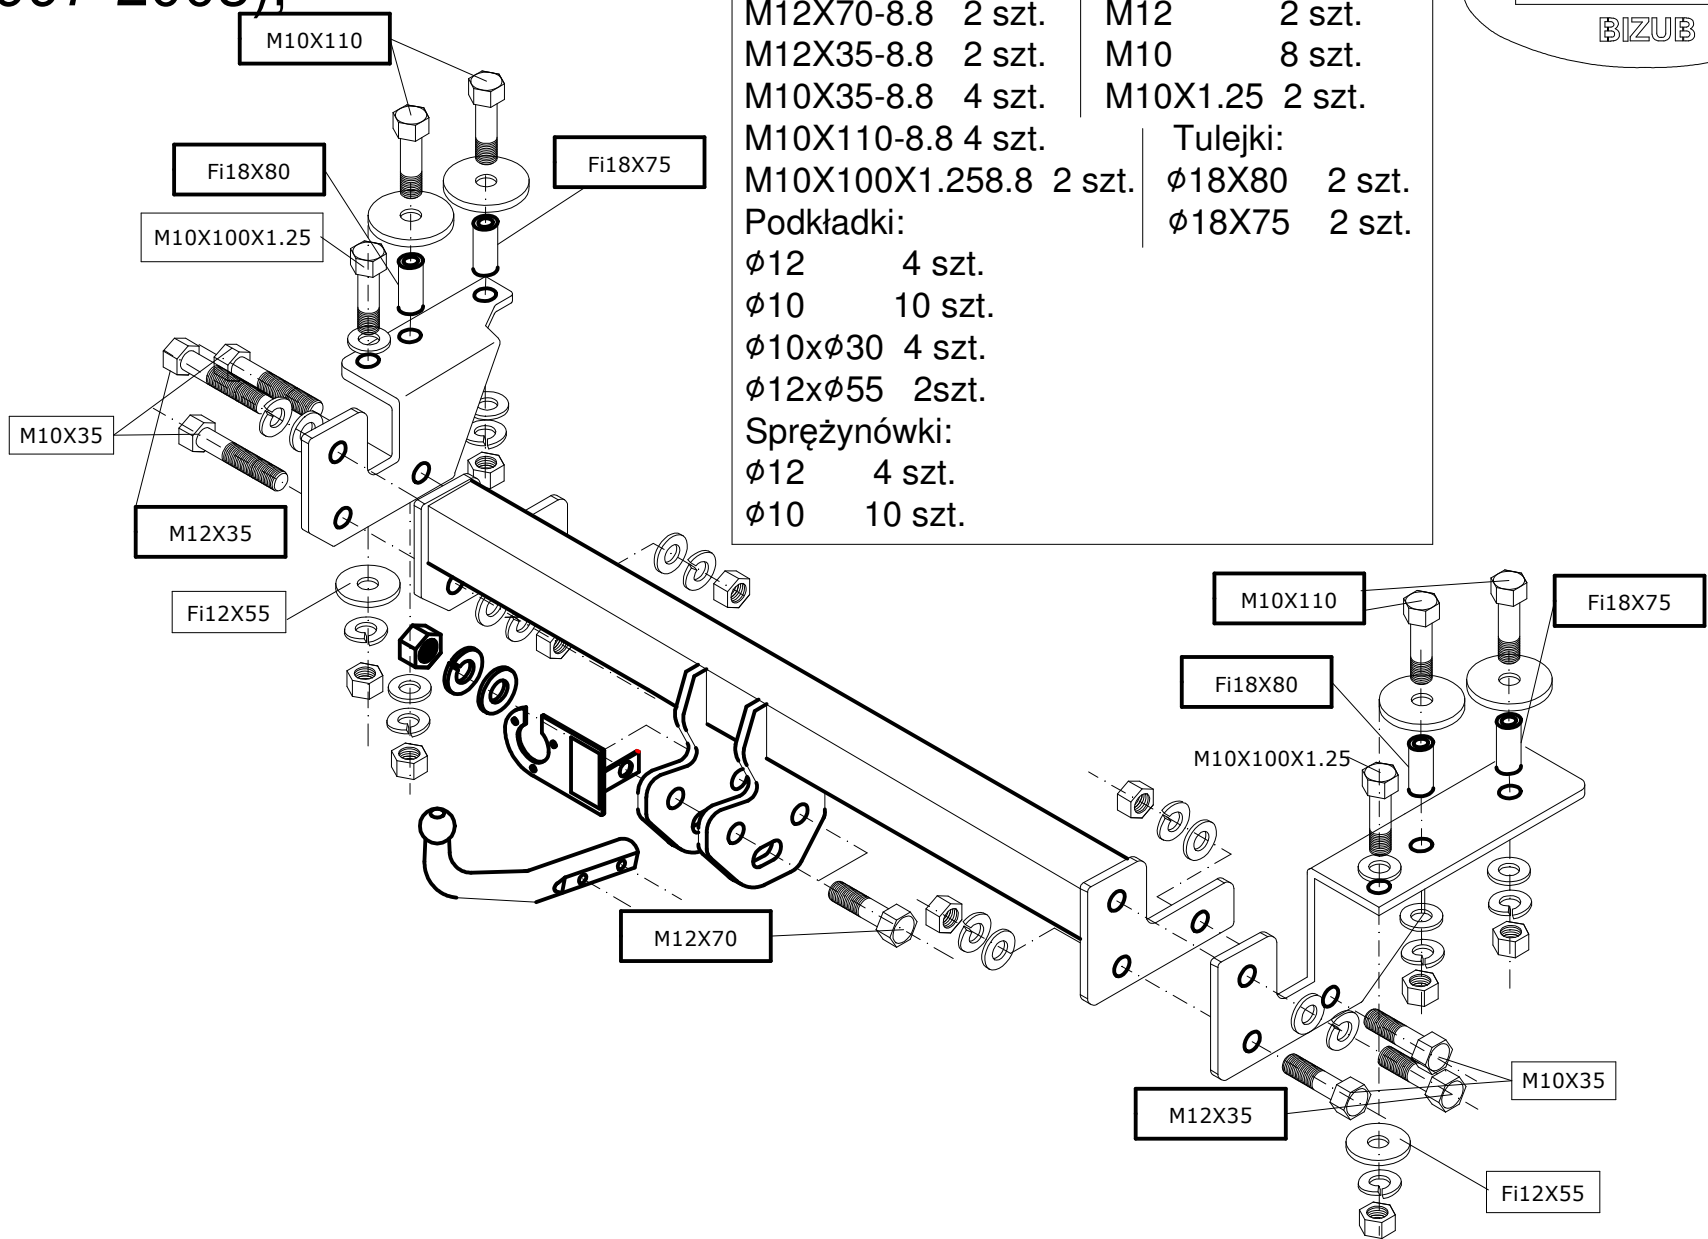 M12X70-8.8 2 szt. M12 2 szt.
M12X35-8.8 2 szt. M10 8 szt.
M10X35-8.8 4 szt. M10X1.25 2 szt.
M10X110-8.8 4 szt. Tulejki:
M10X100X1.258.8 2 szt. ϕ18X80 2 szt.
Podkładki: ϕ18X75 2 szt.
ϕ12 4 szt.
ϕ10 10 szt.
ϕ10xϕ30 4 szt.
ϕ12xϕ55 2szt.
Sprężynówki:
ϕ12 4 szt.
ϕ10 10 szt.
BIZUB
M10X110
Fi18X80
Fi18X75
M10X100X1.25
M10X35
M12X35
Fi12X55
M10X110
Fi18X75
Fi18X80
M10X100X1.25
M12X70
M10X35
M12X35
Fi12X55